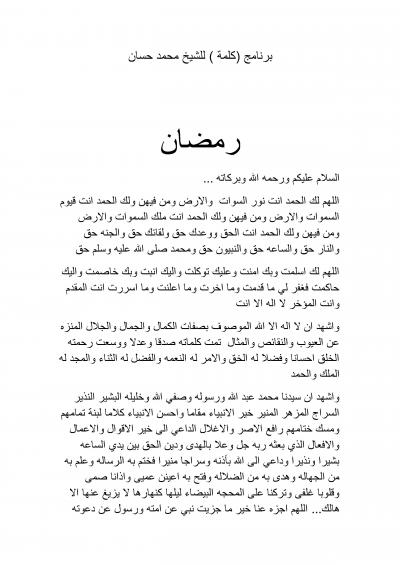 برنامج (كلمة ) للشيخ محمد حسان
رمضان
السلام عليكم ورحمه الله وبركاته ...
اللهم لك الحمد انت نور السوات والارض ومن فيهن ولك الحمد انت قيوم
السموات والارض ومن فيهن ولك الحمد انت ملك السموات والارض
ومن فيهن ولك الحمد انت الحق ووعدك حق ولقائك حق والجنه حق
والنار حق والساعه حق والنبيون حق ومحمد صلى الله عليه وسلم حق
اللهم لك اسلمت وبك امنت وعليك توكلت واليك انبت وبك خاصمت واليك
حاكمت فغفر لي ما قدمت وما اخرت وما اعلنت وما اسررت انت المقدم
وانت المؤخر لا اله الا انت
واشهد ان لا اله الا الله الموصوف بصفات الكمال والجمال والجلال المنزه
عن العيوب والنقائص والمثال تمت كلماته صدقا وعدلا ووسعت رحمته
الخلق احسانا وفضلا له الخق والامر له النعمه والفضل له الثناء والمجد له
الملك والحمد
واشهد ان سيدنا محمد عبد الله ورسوله وصفي الله وخليله البشير النذير
السراج المزهر المنير خير الانبياء مقاما واحسن الانبياء كلاما لبنة تمامهم
ومسك ختامهم رافع الاصر والاغلال الداعي الى خير الاقوال والاعمال
والافعال الذي بعثه ربه جل وعلا بالهدى ودين الحق بين يدي الساعه
بشيرا ونذيرا وداعي الى الله بأذنه وسراجا منيرا فختم به الرساله وعلم به
من الجهاله وهدى به من الضلاله وفتح به اعينن عميى واذانا صمى
وقلوبا غلفى وتركنا على المحجه البيضاء ليلها كنهارها لا يزيغ عنها الا
هالك... اللهم اجزه عنا خير ما جزيت نبي عن امته ورسول عن دعوته